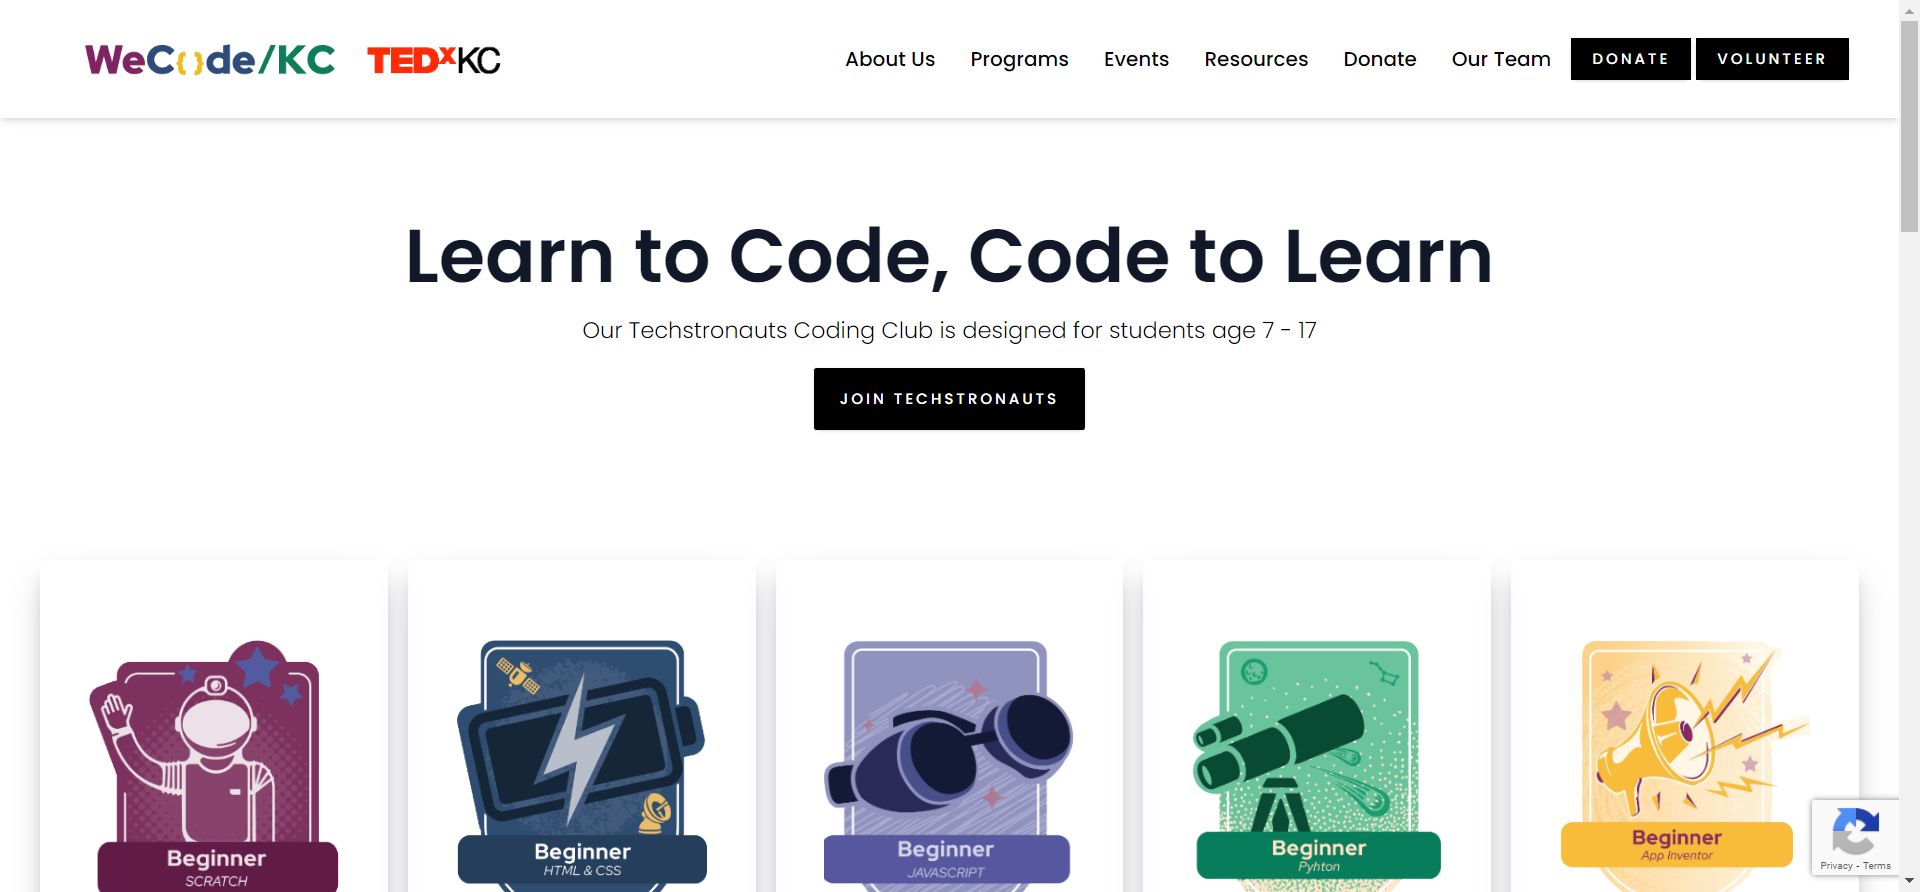 WeC{}de/KC TEDxKC About Us Programs Events Resources Donate Our Team DONATE VOLUNTEER
Learn to Code, Code to Learn
Our Techstronauts Coding Club is designed for students age 7 - 17
JOIN TECHSTRONAUTS
Beginner
SCRATCH
Beginner
HTML & CSS
Beginner
JAVASCRIPT
Beginner
Pyhton
Beginner
App Inventor
Privacy - Terms